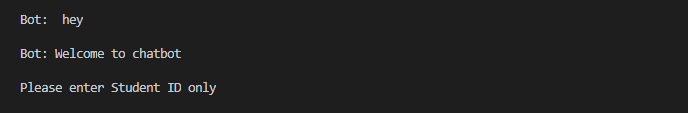 Bot:  hey
Bot: Welcome to chatbot
Please enter Student ID only